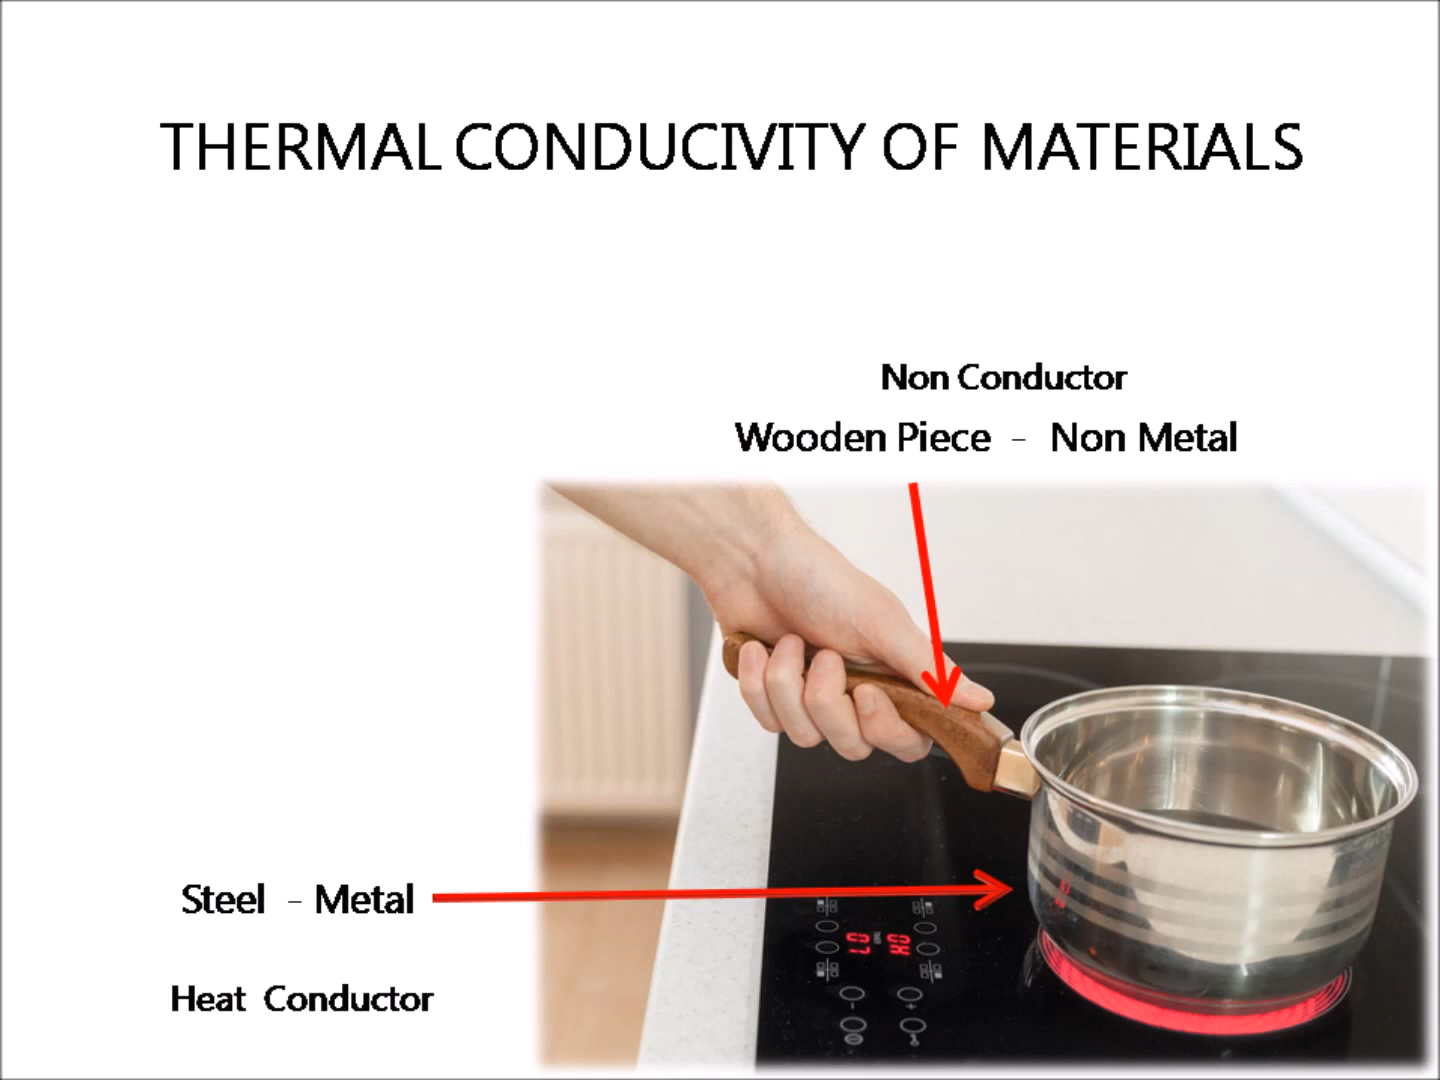 THERMAL CONDUCIVITY OF MATERIALS
Non Conductor
Wooden Piece - Non Metal
Steel - Metal
Heat Conductor